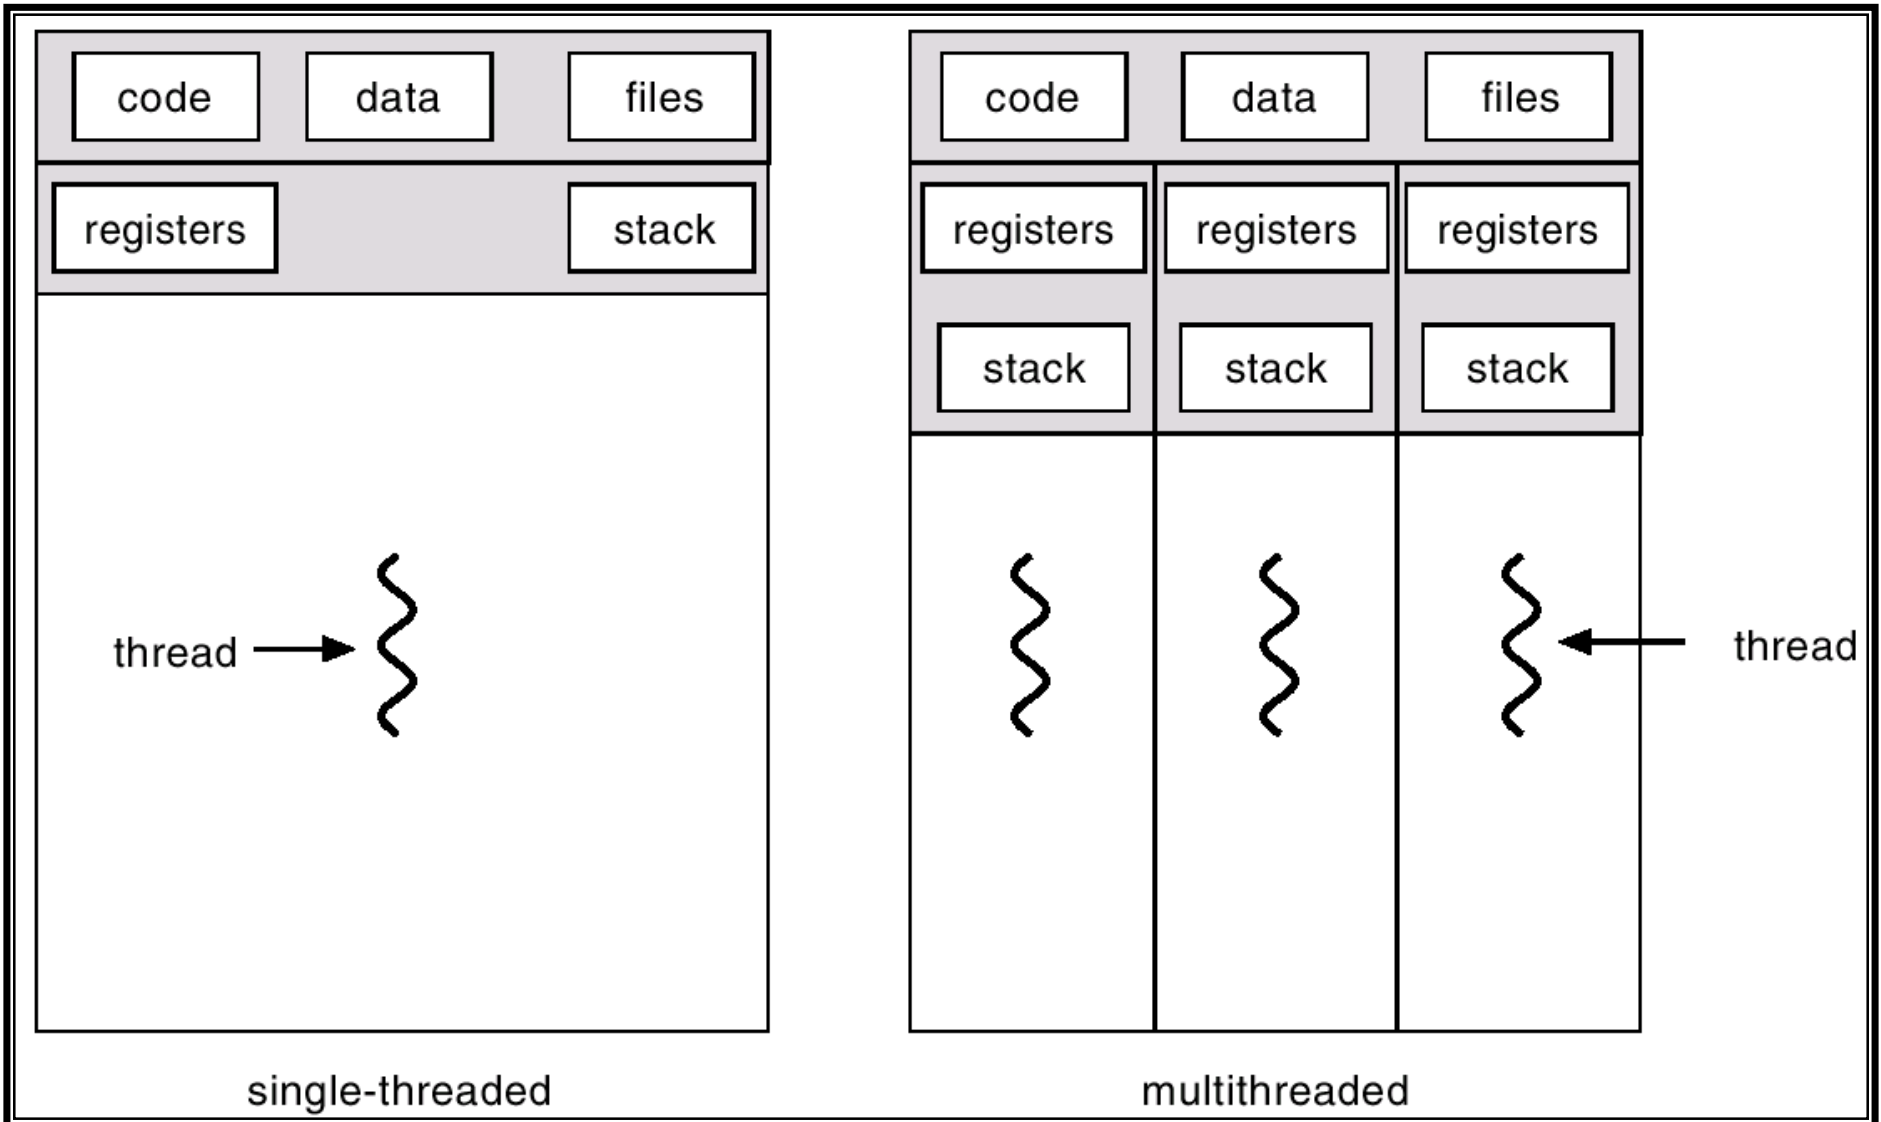 code data files
registers stack
thread
single-threaded
code data files
registers registers registers
stack stack stack
thread
multithreaded